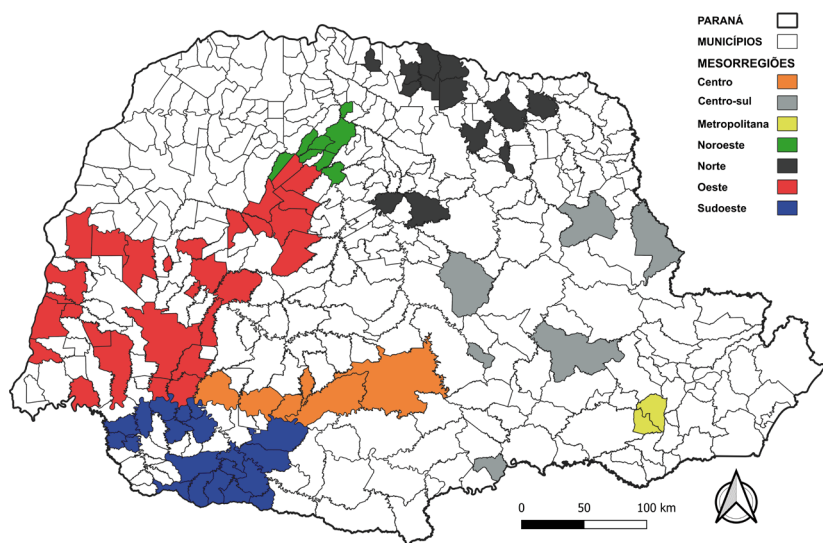 PARANÁ
MUNICÍPIOS
MESORREGIÕES
Centro
Centro-sul
Metropolitana
Noroeste
Norte
Oeste
Sudoeste
0 50 100 km